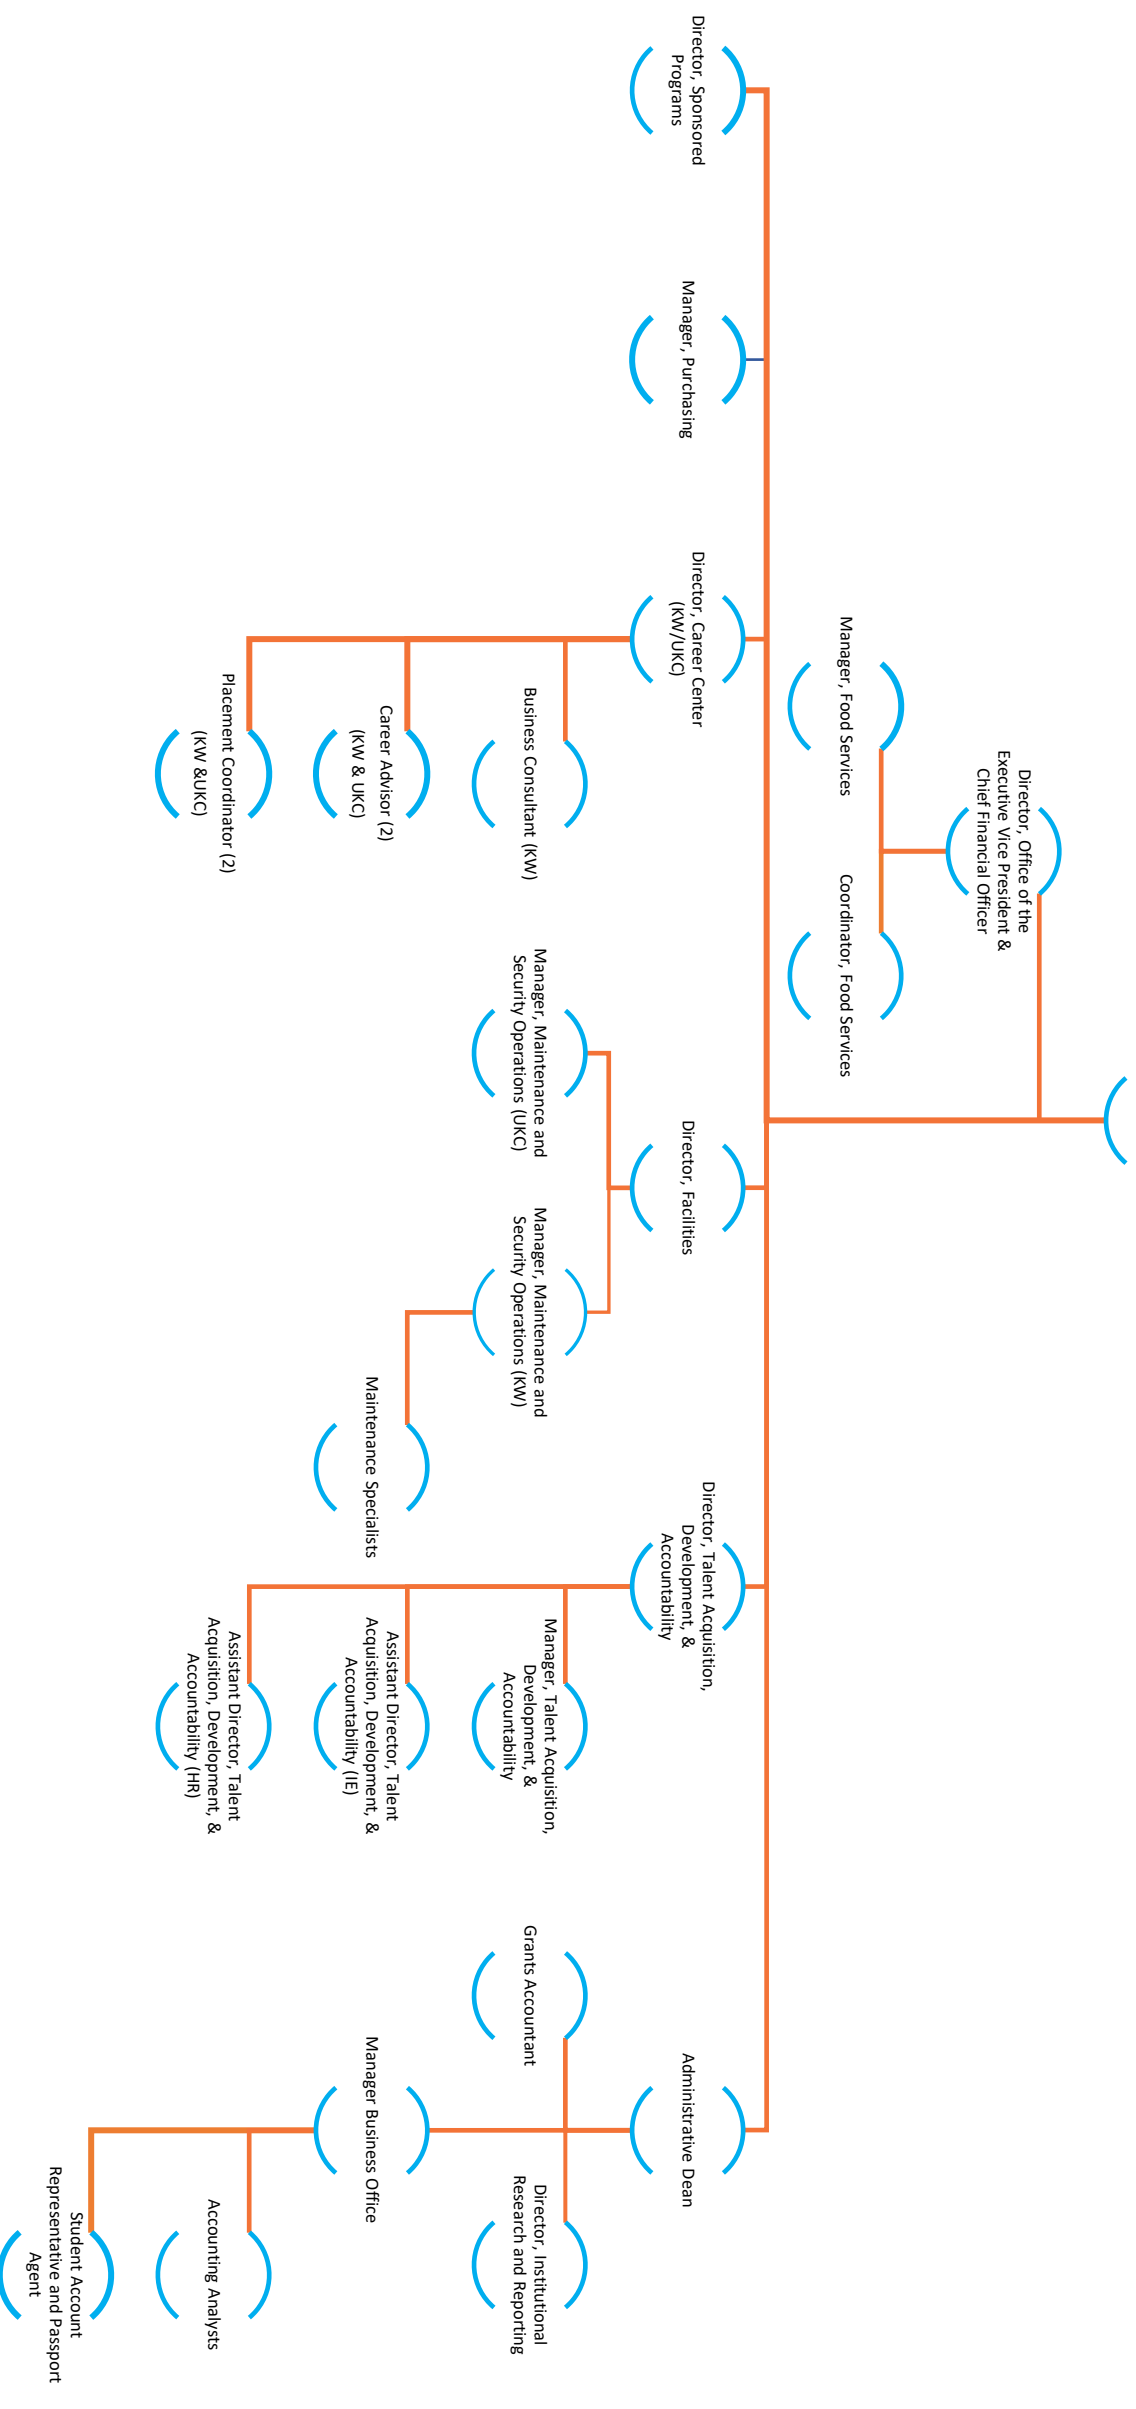 Director, Office of the
Executive Vice President &
Chief Financial Officer
Manager, Food Services
Coordinator, Food Services
Director, Sponsored
Programs
Manager, Purchasing
Director, Career Center
(KW/UKC)
Business Consultant (KW)
Career Advisor (2)
(KW & UKC)
Placement Coordinator (2)
(KW &UKC)
Director, Facilities
Manager, Maintenance and
Security Operations (UKC)
Manager, Maintenance and
Security Operations (KW)
Maintenance Specialists
Director, Talent Acquisition,
Development, &
Accountability
Manager, Talent Acquisition,
Development, &
Accountability
Assistant Director, Talent
Acquisition, Development, &
Accountability (IE)
Assistant Director, Talent
Acquisition, Development, &
Accountability (HR)
Administrative Dean
Grants Accountant
Director, Institutional
Research and Reporting
Manager Business Office
Accounting Analysts
Student Account
Representative and Passport
Agent